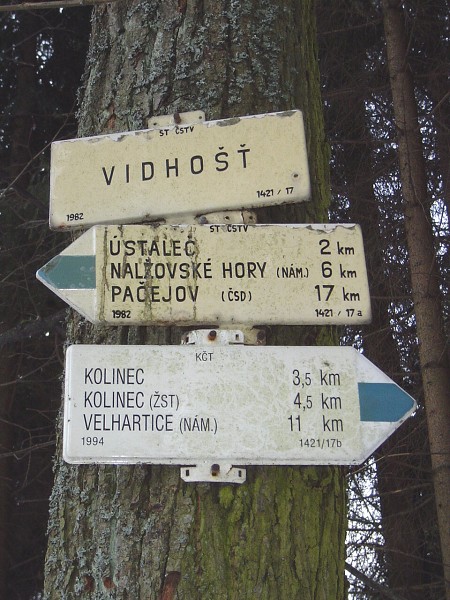 ST ČSTV
VIDHOŠŤ
1982 1421/17
ST ČSTV
ÚSTALEČ 2 KM
NALŽOVSKÉ HORY (NÁM.) 6 KM
PAČEJOV (ČSD) 17 KM
1982 1421/17a
KČT
KOLINEC 3,5 km
KOLINEC (ŽST) 4,5 km
VELHARTICE (NÁM.) 11 km
1994 1421/17b